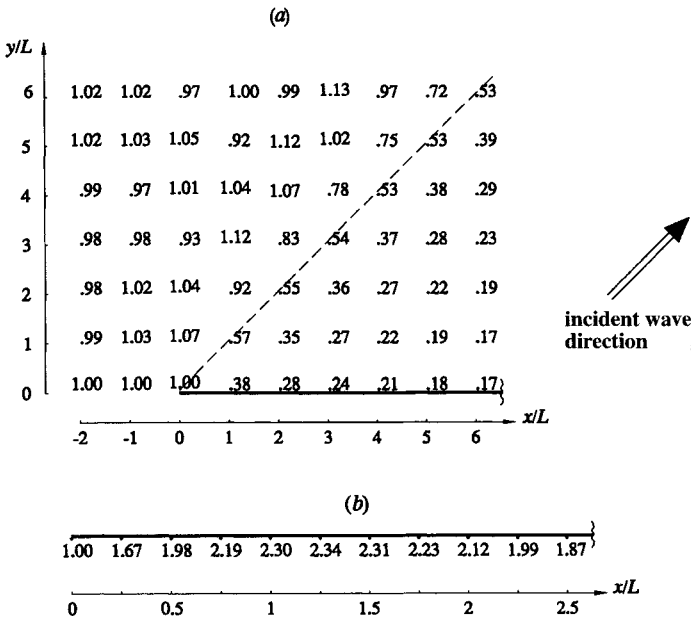 (a)
y/L
6 1.02 1.02 .97 1.00 .99 1.13 .97 .72 .53
5 1.02 1.03 1.05 .92 1.12 1.02 .75 .53 .39
4 .99 .97 1.01 1.04 1.07 .78 .53 .38 .29
3 .98 .98 .93 1.12 .83 .54 .37 .28 .23
2 .98 1.02 1.04 .92 .55 .36 .27 .22 .19
1 .99 1.03 1.07 .57 .35 .27 .22 .19 .17
0 1.00 1.00 1.00 .38 .28 .24 .21 .18 .17
incident wave
direction
x/L
-2 -1 0 1 2 3 4 5 6
(b)
1.00 1.67 1.98 2.19 2.30 2.34 2.31 2.23 2.12 1.99 1.87
x/L
0 0.5 1 1.5 2 2.5